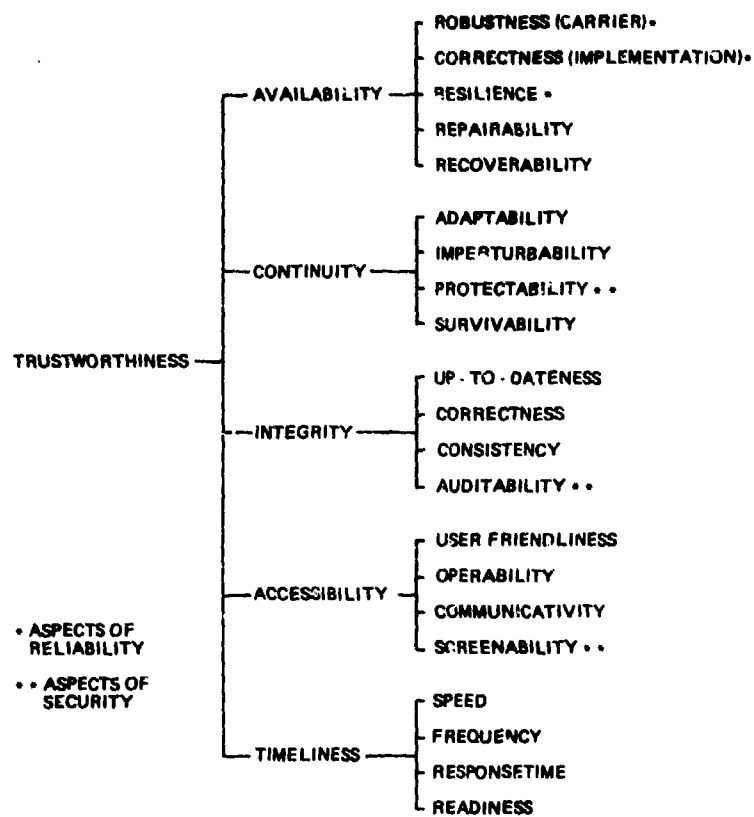 TRUSTWORTHINESS
AVAILABILITY
ROBUSTNESS (CARRIER) •
CORRECTNESS (IMPLEMENTATION) •
RESILIENCE •
REPAIRABILITY
RECOVERABILITY
CONTINUITY
ADAPTABILITY
IMPERTURBABILITY
PROTECTABILITY • •
SURVIVABILITY
INTEGRITY
UP - TO - DATENESS
CORRECTNESS
CONSISTENCY
AUDITABILITY • •
ACCESSIBILITY
USER FRIENDLINESS
OPERABILITY
COMMUNICATIVITY
SCREENABILITY • •
TIMELINESS
SPEED
FREQUENCY
RESPONSETIME
READINESS
• ASPECTS OF
RELIABILITY
• • ASPECTS OF
SECURITY